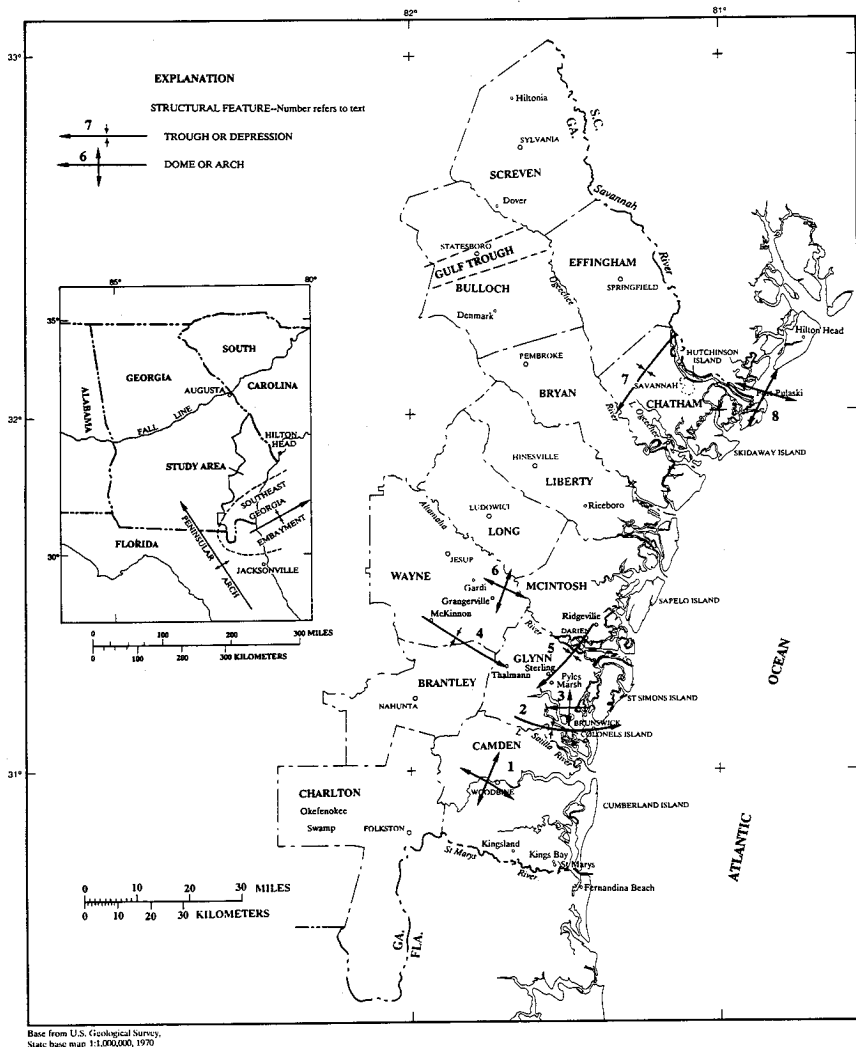 82°
81°
33°
EXPLANATION
STRUCTURAL FEATURE--Number refers to text
7
TROUGH OR DEPRESSION
6
DOME OR ARCH
Hiltonia
S.C.
GA.
SYLVANIA
SCREVEN
Dover
Savannah
River
STATESBORO
GULF TROUGH
BULLOCH
Denmark
Ogeechee
River
EFFINGHAM
SPRINGFIELD
Hilton Head
HUTCHINSON
ISLAND
PEMBROKE
BRYAN
7
SAVANNAH
CHATHAM
Fort Pulaski
8
L. Ogeechee
SKIDAWAY ISLAND
32°
85°
80°
35°
SOUTH
CAROLINA
GEORGIA
AUGUSTA
ALABAMA
FALL LINE
HILTON
HEAD
STUDY AREA
SOUTHEAST
GEORGIA
EMBAYMENT
PENINSULAR
ARCH
FLORIDA
30°
JACKSONVILLE
0 100 200 300 MILES
0 100 200 300 KILOMETERS
HINESVILLE
LIBERTY
Riceboro
LUDOWICI
LONG
Altamaha
River
JESUP
WAYNE
Gardi
6
MCINTOSH
Grangerville
McKinnon
SAPELO ISLAND
Ridgeville
DARIEN
4
5
GLYNN
Thalmann
Sterling
Pyles
Marsh
BRANTLEY
3
ST SIMONS ISLAND
NAHUNTA
2
BRUNSWICK
COLONELS ISLAND
Satilla
River
OCEAN
CAMDEN
31°
1
WOODBINE
CHARLTON
Okefenokee
Swamp
FOLKSTON
CUMBERLAND ISLAND
ATLANTIC
Kingsland
St Marys
River
Kings Bay
St Marys
Fernandina Beach
0 10 20 30 MILES
0 10 20 30 KILOMETERS
GA.
FLA.
Base from U.S. Geological Survey,
State base map 1:1,000,000, 1970